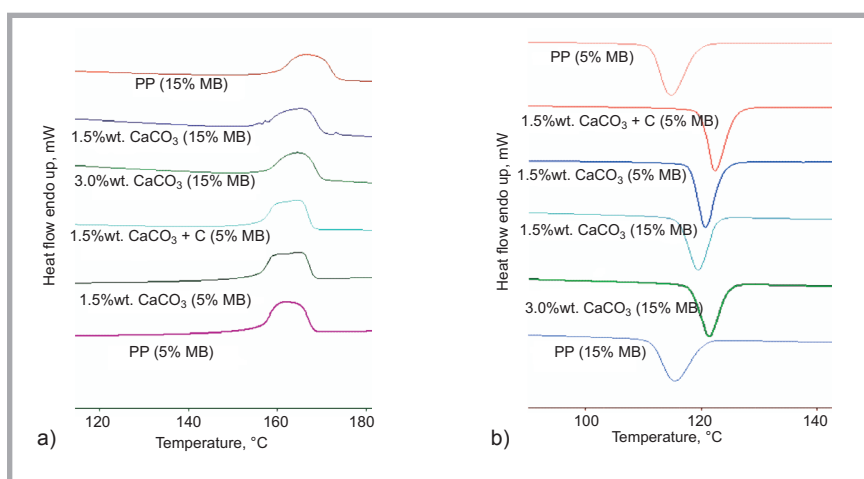 Heat flow endo up, mW
PP (15% MB)
1.5%wt. CaCO₃ (15% MB)
3.0%wt. CaCO₃ (15% MB)
1.5%wt. CaCO₃ + C (5% MB)
1.5%wt. CaCO₃ (5% MB)
PP (5% MB)
120 140 160 180
a)
Temperature, °C
Heat flow endo up, mW
PP (5% MB)
1.5%wt. CaCO₃ + C (5% MB)
1.5%wt. CaCO₃ (5% MB)
1.5%wt. CaCO₃ (15% MB)
3.0%wt. CaCO₃ (15% MB)
PP (15% MB)
100 120 140
b)
Temperature, °C